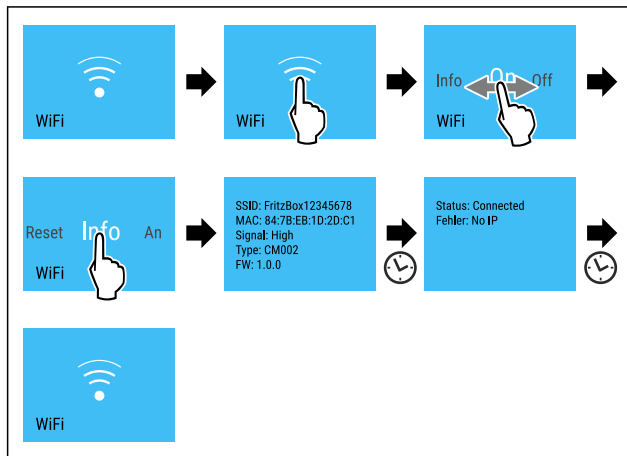 WiFi
WiFi
Info On Off
WiFi
Reset Info An
WiFi
SSID: FritzBox12345678
MAC: 84:7B:EB:1D:2D:C1
Signal: High
Type: CM002
FW: 1.0.0
Status: Connected
Fehler: No IP
WiFi